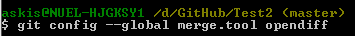 askis@NUEL-HJGKSY1 /d/GitHub/Test2 (master)
$ git config --global merge.tool opendiff